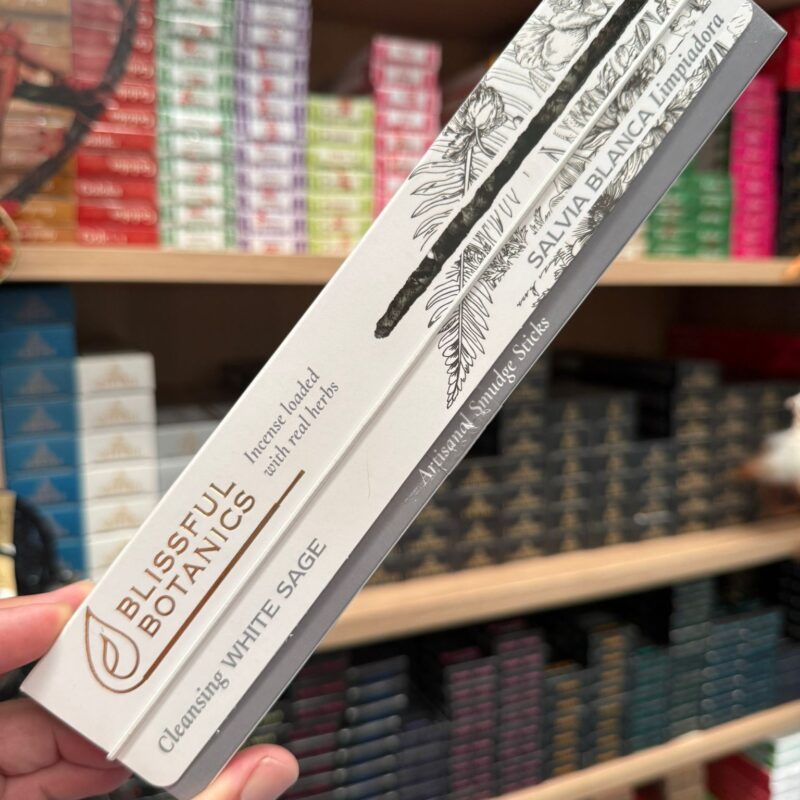 BLISSFUL
BOTANICS
Incense loaded
with real herbs
Cleansing WHITE SAGE
SALVIA BLANCA Limpiadora
Artisanal Smudge Sticks